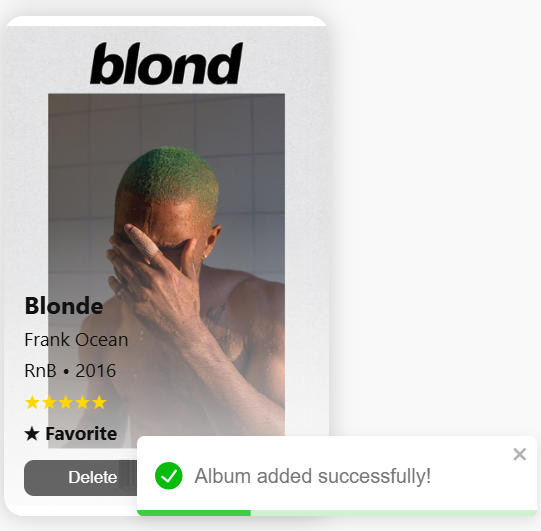 blond
Blonde
Frank Ocean
RnB • 2016
★★★★★
★ Favorite
Delete
Album added successfully!